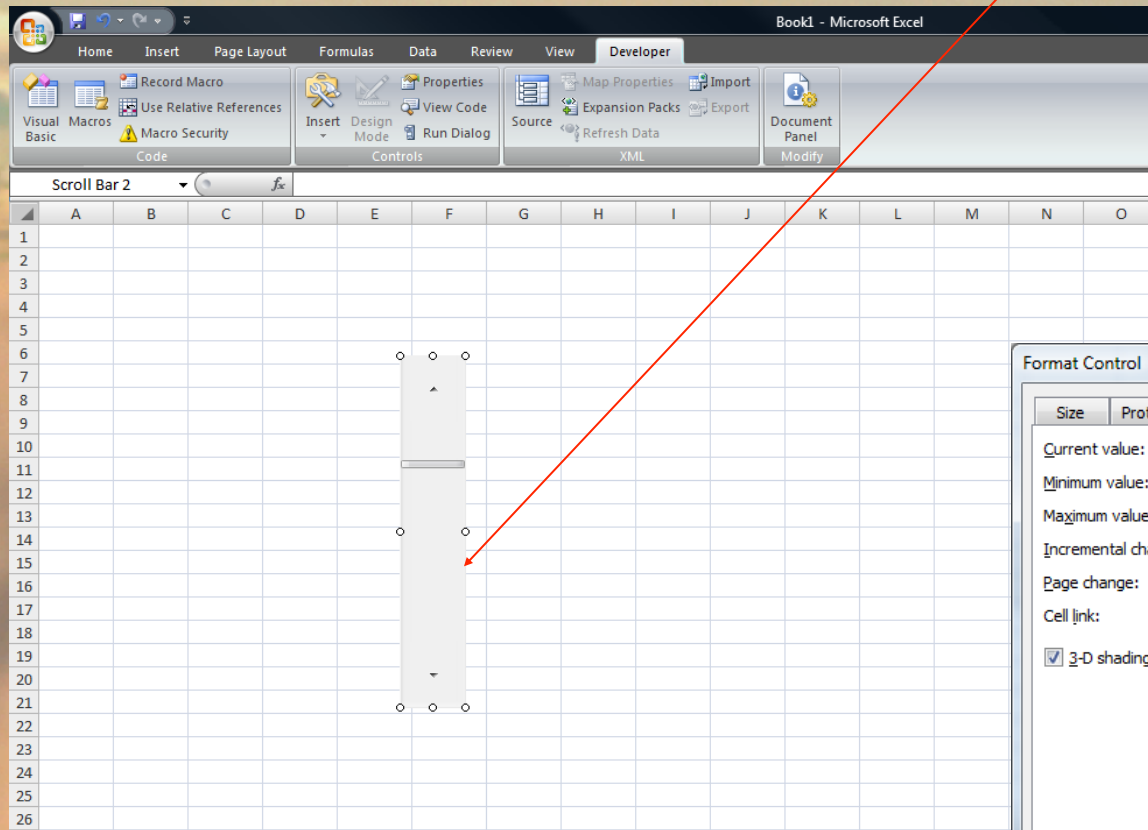 Book1 - Microsoft Excel
Home Insert Page Layout Formulas Data Review View Developer
Visual Basic
Macros
Record Macro
Use Relative References
Macro Security
Code
Insert
Design Mode
Properties
View Code
Run Dialog
Controls
Source
Map Properties
Expansion Packs
Refresh Data
Import
Export
XML
Document Panel
Modify
Scroll Bar 2 fx
A B C D E F G H I J K L M N O
1
2
3
4
5
6
7
8
9
10
11
12
13
14
15
16
17
18
19
20
21
22
23
24
25
26
Format Control
Size
Current value:
Minimum value:
Maximum value
Incremental
Page change:
Cell link:
3-D shading